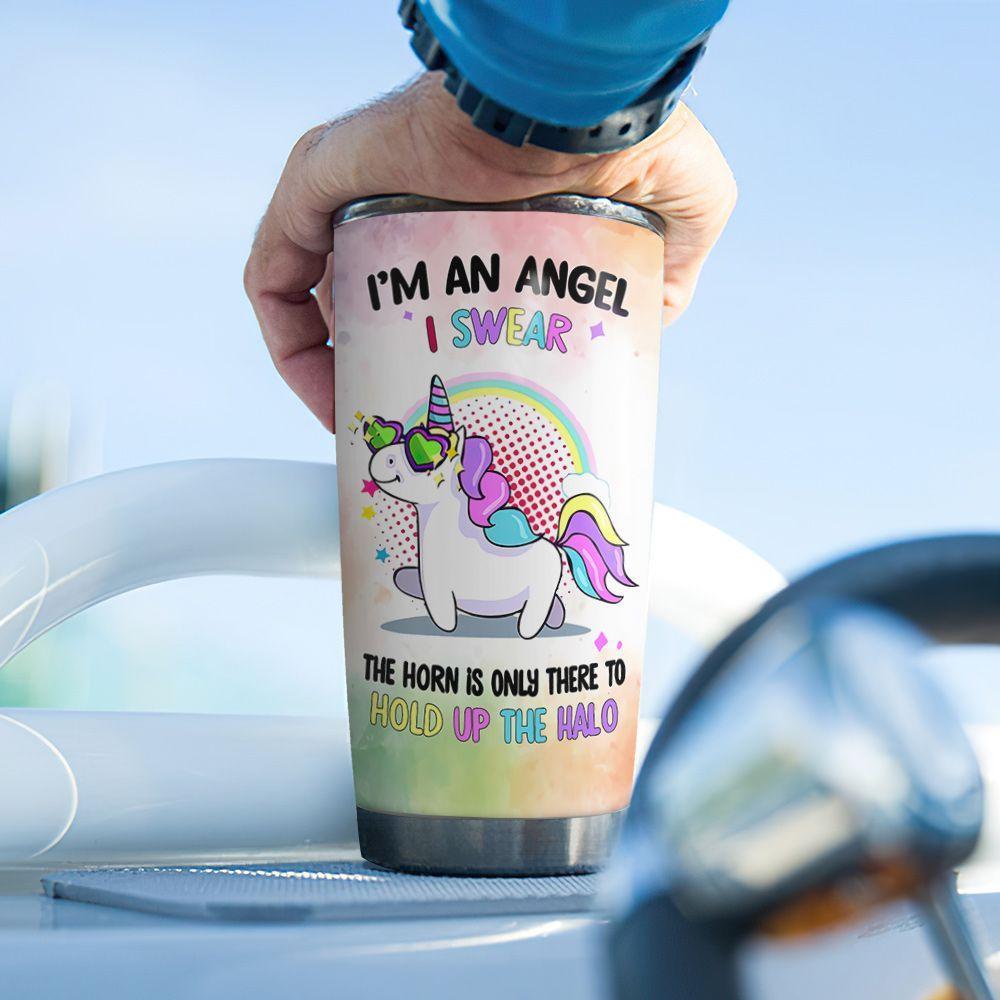 I'M AN ANGEL
I SWEAR
THE HORN IS ONLY THERE TO
HOLD UP THE HALO